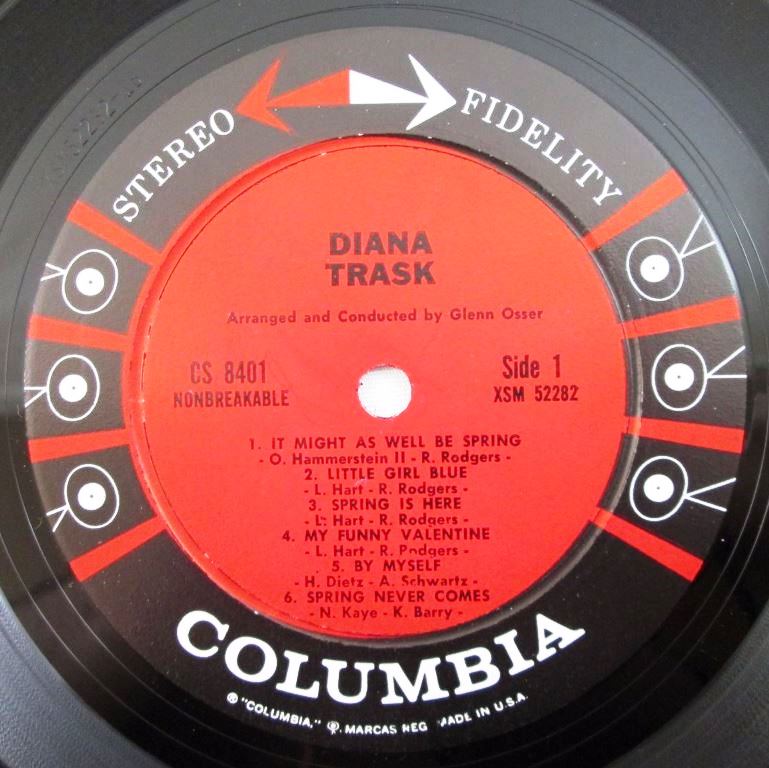 STEREO FIDELITY
DIANA
TRASK
Arranged and Conducted by Glenn Osser
CS 8401
NONBREAKABLE
Side 1
XSM 52282
1. IT MIGHT AS WELL BE SPRING
- O. Hammerstein II - R. Rodgers -
2. LITTLE GIRL BLUE
- L. Hart - R. Rodgers -
3. SPRING IS HERE
- L. Hart - R. Rodgers -
4. MY FUNNY VALENTINE
- L. Hart - R. Rodgers -
5. BY MYSELF
- H. Dietz - A. Schwartz -
6. SPRING NEVER COMES
- N. Kaye - K. Barry -
COLUMBIA
® "COLUMBIA," Ⓟ. MARCAS REG MADE IN U.S.A.